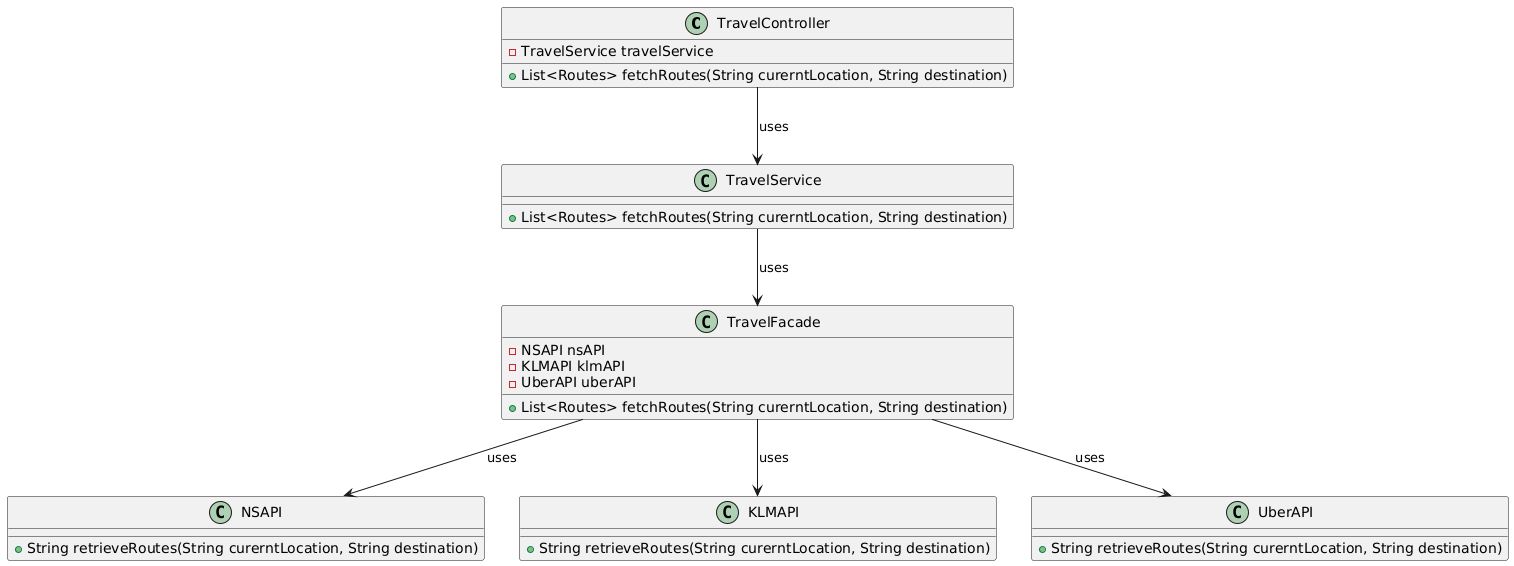 C TravelController
TravelService travelService
List<Routes> fetchRoutes(String curerntLocation, String destination)
uses
C TravelService
List<Routes> fetchRoutes(String curerntLocation, String destination)
uses
C TravelFacade
NSAPI nsAPI
KLMAPI klmAPI
UberAPI uberAPI
List<Routes> fetchRoutes(String curerntLocation, String destination)
uses
uses
uses
C NSAPI
String retrieveRoutes(String curerntLocation, String destination)
C KLMAPI
String retrieveRoutes(String curerntLocation, String destination)
C UberAPI
String retrieveRoutes(String curerntLocation, String destination)